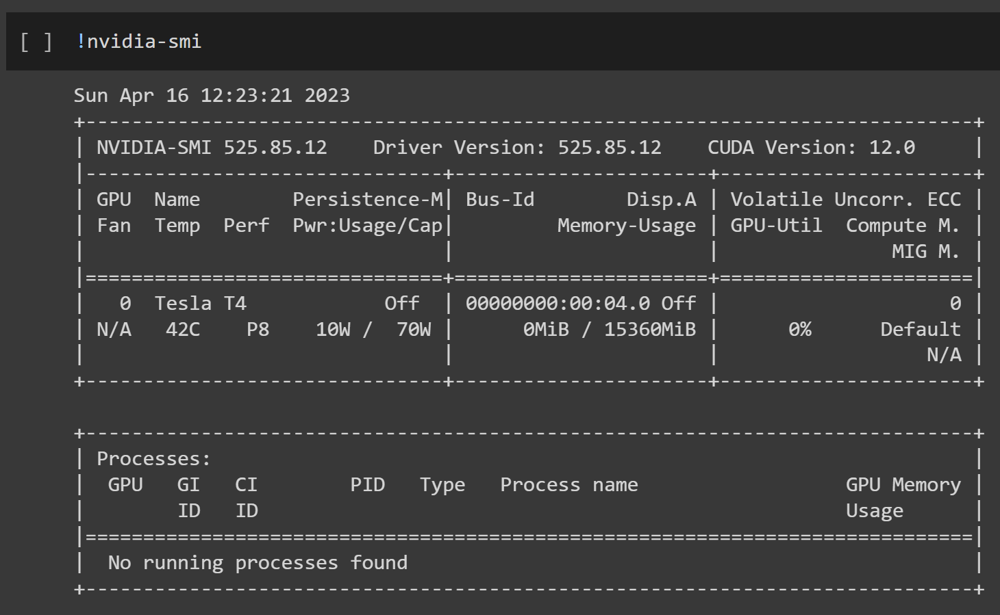 [ ] !nvidia-smi
Sun Apr 16 12:23:21 2023
+-----------------------------------------------------------------------------+
| NVIDIA-SMI 525.85.12    Driver Version: 525.85.12    CUDA Version: 12.0     |
|-------------------------------+----------------------+----------------------+
| GPU  Name        Persistence-M| Bus-Id        Disp.A | Volatile Uncorr. ECC |
| Fan  Temp  Perf  Pwr:Usage/Cap|         Memory-Usage | GPU-Util  Compute M. |
|                               |                      |               MIG M. |
|===============================+======================+======================|
|   0  Tesla T4            Off  | 00000000:00:04.0 Off |                    0 |
| N/A   42C    P8    10W /  70W |      0MiB / 15360MiB |      0%      Default |
|                               |                      |                  N/A |
+-------------------------------+----------------------+----------------------+

+-----------------------------------------------------------------------------+
| Processes:                                                                  |
|  GPU   GI   CI        PID   Type   Process name                  GPU Memory |
|        ID   ID                                                   Usage      |
|=============================================================================|
|  No running processes found                                                 |
+-----------------------------------------------------------------------------+